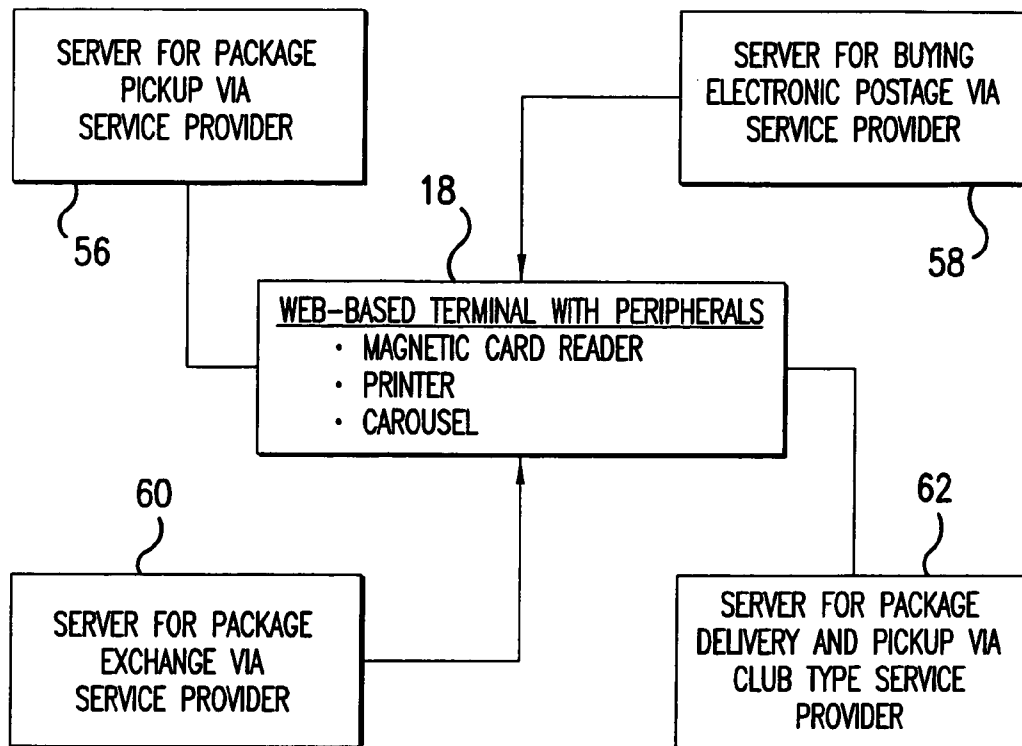 SERVER FOR PACKAGE
PICKUP VIA
SERVICE PROVIDER
56
SERVER FOR BUYING
ELECTRONIC POSTAGE VIA
SERVICE PROVIDER
58
18
WEB-BASED TERMINAL WITH PERIPHERALS
· MAGNETIC CARD READER
· PRINTER
· CAROUSEL
60
SERVER FOR PACKAGE
EXCHANGE VIA
SERVICE PROVIDER
62
SERVER FOR PACKAGE
DELIVERY AND PICKUP VIA
CLUB TYPE SERVICE
PROVIDER